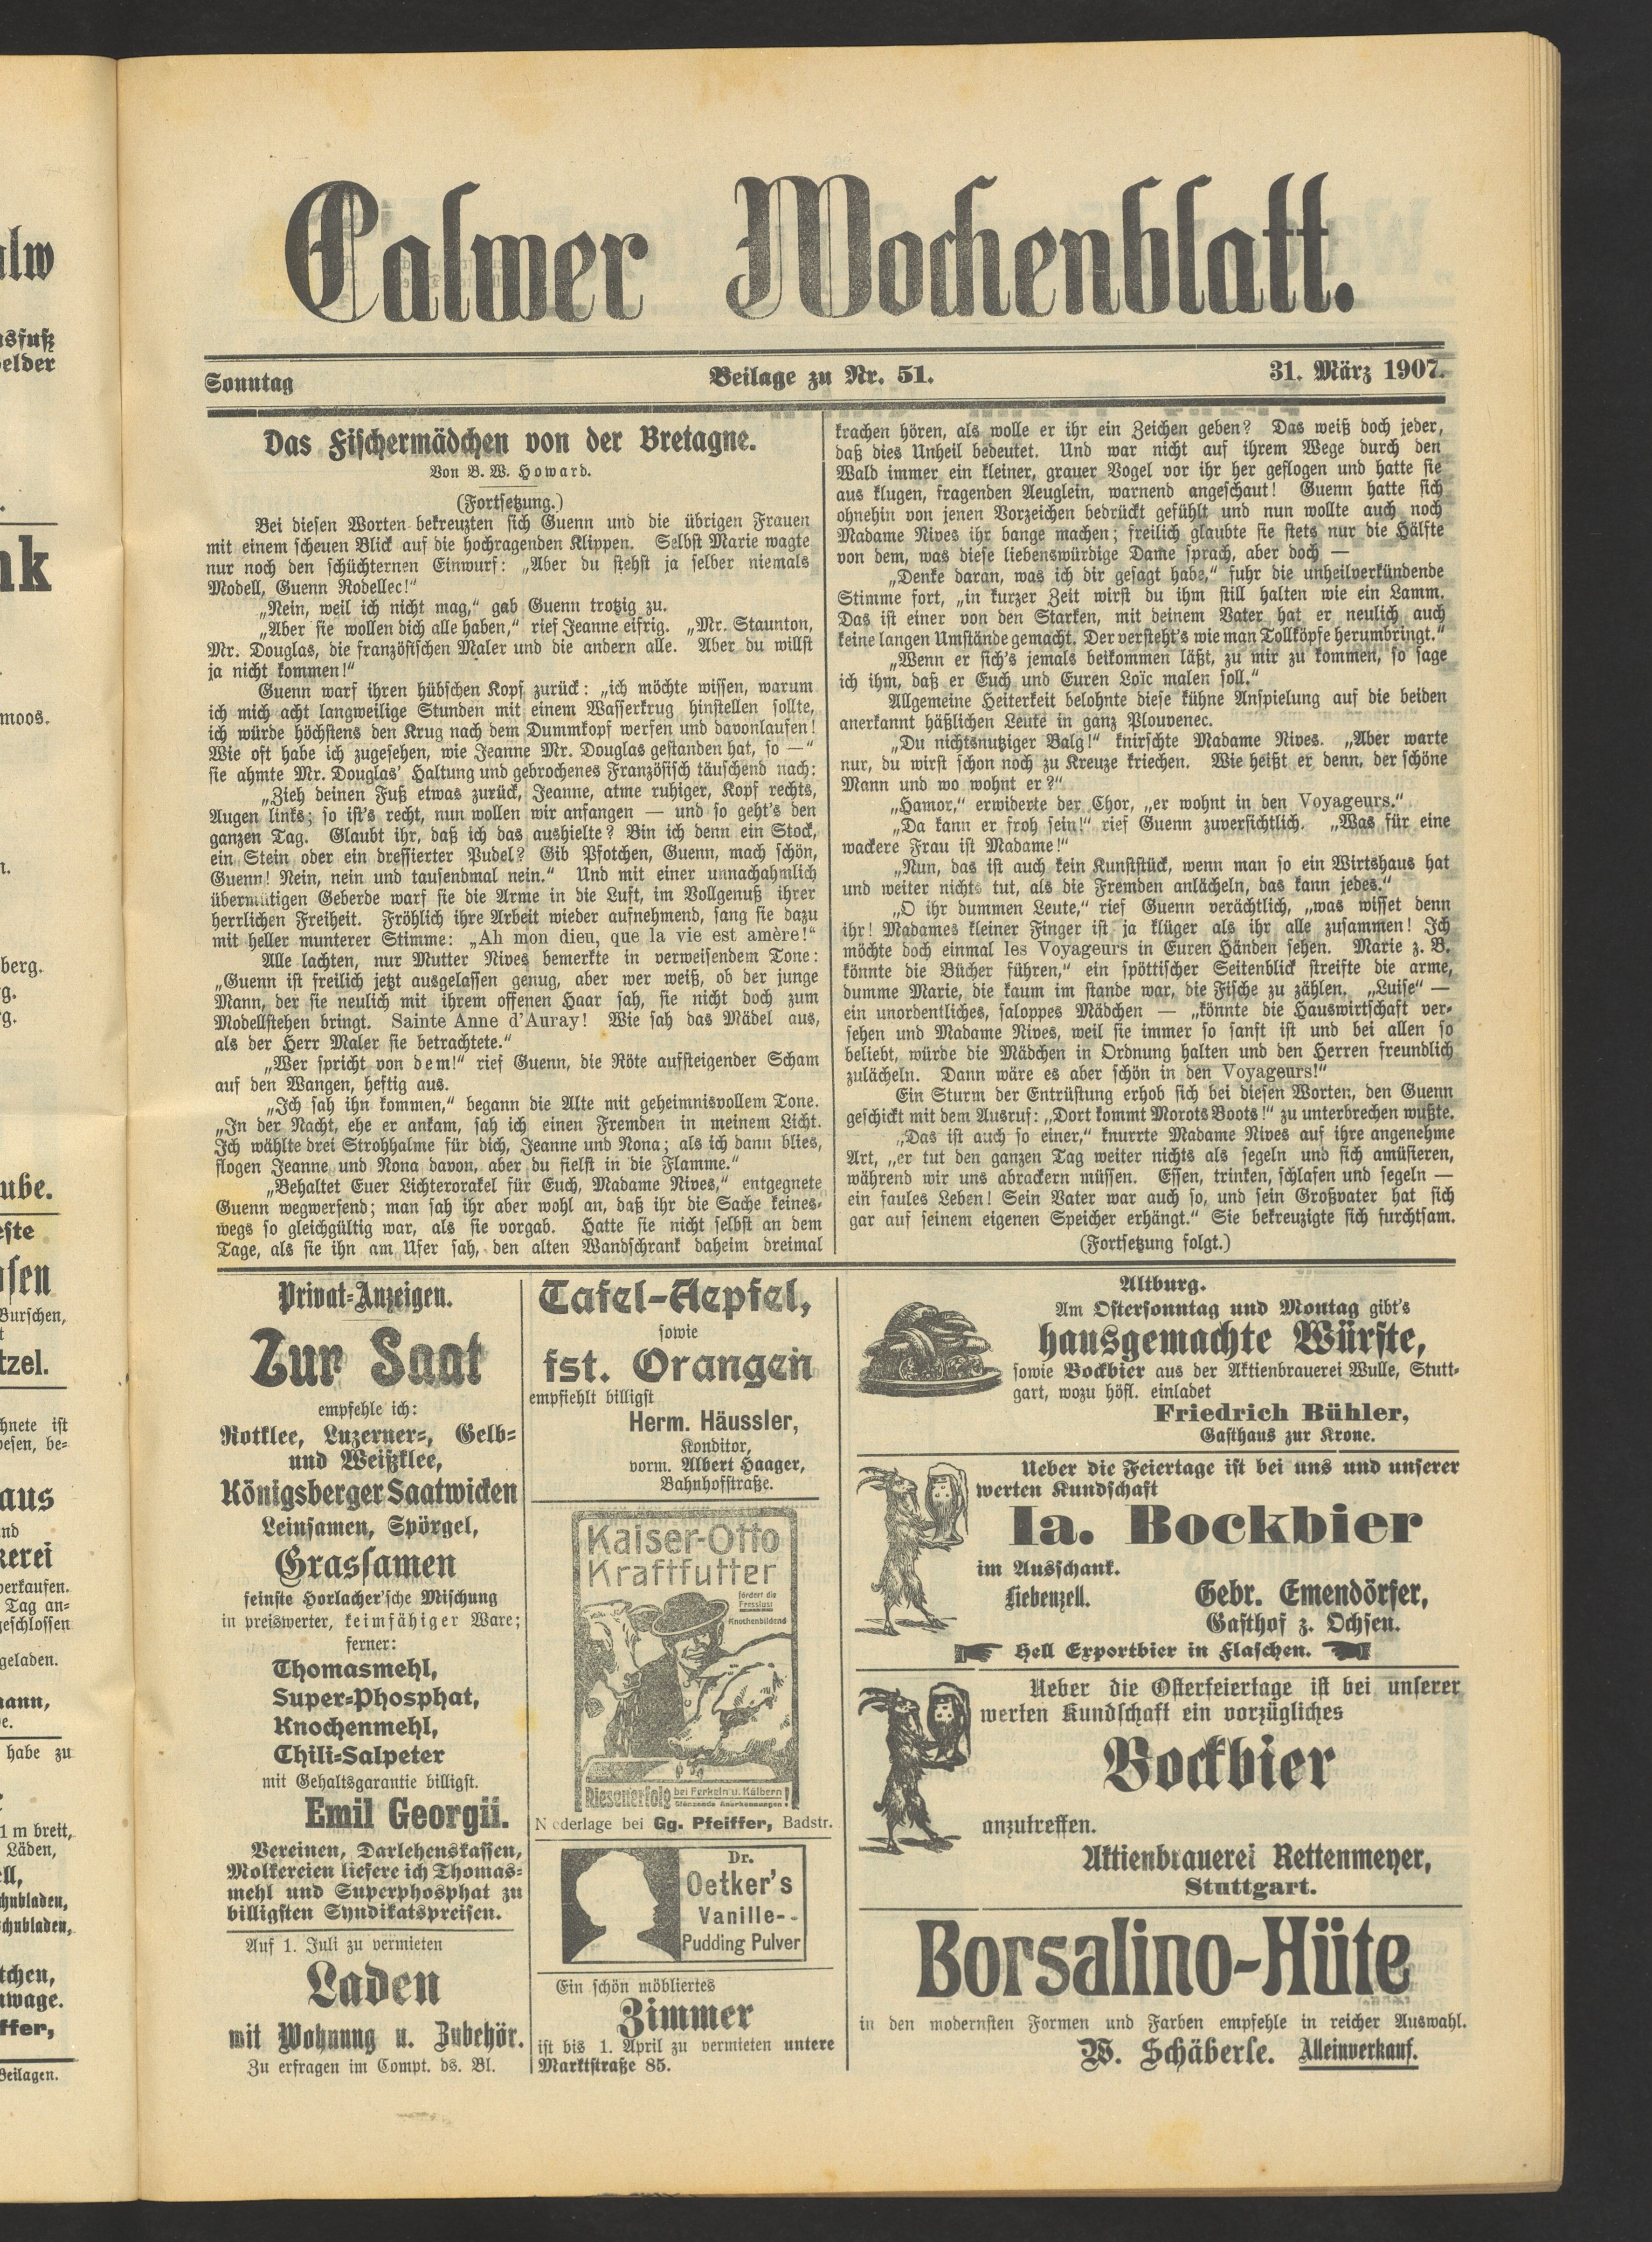 Calwer Wochenblatt.
Sonntag
Beilage zu Nr. 51.
31. März 1907.
Das Fischermädchen von der Bretagne.
Von B. W. Howard.
(Fortsetzung.)
Bei diesen Worten bekreuzten sich Guenn und die übrigen Frauen
mit einem scheuen Blick auf die hochragenden Klippen. Selbst Marie wagte
nur noch den schüchternen Einwurf: „Aber du stehst ja selber niemals
Modell, Guenn Rodellec!“
„Nein, weil ich nicht mag,“ gab Guenn trotzig zu.
„Aber sie wollen dich alle haben,“ rief Jeanne eifrig. „Mr. Staunton,
Mr. Douglas, die französischen Maler und die andern alle. Aber du willst
ja nicht kommen!“
Guenn warf ihren hübschen Kopf zurück: „ich möchte wissen, warum
ich mich acht langweilige Stunden mit einem Wasserkrug hinstellen sollte,
ich würde höchstens den Krug nach dem Dummkopf werfen und davonlaufen!
Wie oft habe ich zugesehen, wie Jeanne Mr. Douglas gestanden hat, so —“
sie ahmte Mr. Douglas' Haltung und gebrochenes Französisch täuschend nach:
„Zieh deinen Fuß etwas zurück, Jeanne, atme ruhiger, Kopf rechts,
Augen links; so ist's recht, nun wollen wir anfangen — und so geht's den
ganzen Tag. Glaubt ihr, daß ich das aushielte? Bin ich denn ein Stock,
ein Stein oder ein dressierter Pudel? Gib Pfotchen, Guenn, mach schön,
Guenn! Nein, nein und tausendmal nein.“ Und mit einer unnachahmlich
übermütigen Geberde warf sie die Arme in die Luft, im Vollgenuß ihrer
herrlichen Freiheit. Fröhlich ihre Arbeit wieder aufnehmend, sang sie dazu
mit heller munterer Stimme: „Ah mon dieu, que la vie est amère!“
Alle lachten, nur Mutter Nives bemerkte in verweisendem Tone:
„Guenn ist freilich jetzt ausgelassen genug, aber wer weiß, ob der junge
Mann, der sie neulich mit ihrem offenen Haar sah, sie nicht doch zum
Modellstehen bringt. Sainte Anne d'Auray! Wie sah das Mädel aus,
als der Herr Maler sie betrachtete.“
„Wer spricht von dem!“ rief Guenn, die Röte aufsteigender Scham
auf den Wangen, heftig aus.
„Ich sah ihn kommen,“ begann die Alte mit geheimnisvollem Tone.
„In der Nacht, ehe er ankam, sah ich einen Fremden in meinem Licht.
Ich wählte drei Strohhalme für dich, Jeanne und Nona; als ich dann blies,
flogen Jeanne und Nona davon, aber du fielst in die Flamme.“
„Behaltet Euer Lichterorakel für Euch, Madame Nives,“ entgegnete
Guenn wegwerfend; man sah ihr aber wohl an, daß ihr die Sache keines-
wegs so gleichgültig war, als sie vorgab. Hatte sie nicht selbst an dem
Tage, als sie ihn am Ufer sah, den alten Wandschrank daheim dreimal
krachen hören, als wolle er ihr ein Zeichen geben? Das weiß doch jeder,
daß dies Unheil bedeutet. Und war nicht auf ihrem Wege durch den
Wald immer ein kleiner, grauer Vogel vor ihr her geflogen und hatte sie
aus klugen, fragenden Aeuglein, warnend angeschaut! Guenn hatte sich
ohnehin von jenen Vorzeichen bedrückt gefühlt und nun wollte auch noch
Madame Nives ihr bange machen; freilich glaubte sie stets nur die Hälfte
von dem, was diese liebenswürdige Dame sprach, aber doch —
„Denke daran, was ich dir gesagt habe,“ fuhr die unheilverkündende
Stimme fort, „in kurzer Zeit wirst du ihm still halten wie ein Lamm.
Das ist einer von den Starken, mit deinem Vater hat er neulich auch
keine langen Umstände gemacht. Der versteht's wie man Tollköpfe herumbringt.“
„Wenn er sich's jemals beikommen läßt, zu mir zu kommen, so sage
ich ihm, daß er Euch und Euren Loïc malen soll.“
Allgemeine Heiterkeit belohnte diese kühne Anspielung auf die beiden
anerkannt häßlichen Leute in ganz Plouvenec.
„Du nichtsnutziger Balg!“ knirschte Madame Nives. „Aber warte
nur, du wirst schon noch zu Kreuze kriechen. Wie heißt er denn, der schöne
Mann und wo wohnt er?“
„Hamor,“ erwiderte der Chor, „er wohnt in den Voyageurs.“
„Da kann er froh sein!“ rief Guenn zuversichtlich. „Was für eine
wackere Frau ist Madame!“
„Nun, das ist auch kein Kunststück, wenn man so ein Wirtshaus hat
und weiter nichts tut, als die Fremden anlächeln, das kann jedes.“
„O ihr dummen Leute,“ rief Guenn verächtlich, „was wisset denn
ihr! Madames kleiner Finger ist ja klüger als ihr alle zusammen! Ich
möchte doch einmal les Voyageurs in Euren Händen sehen. Marie z. B.
könnte die Bücher führen,“ ein spöttischer Seitenblick streifte die arme,
dumme Marie, die kaum im stande war, die Fische zu zählen. „Luise“ —
ein unordentliches, saloppes Mädchen — „könnte die Hauswirtschaft ver-
sehen und Madame Nives, weil sie immer so sanft ist und bei allen so
beliebt, würde die Mädchen in Ordnung halten und den Herren freundlich
zulächeln. Dann wäre es aber schön in den Voyageurs!“
Ein Sturm der Entrüstung erhob sich bei diesen Worten, den Guenn
geschickt mit dem Ausruf: „Dort kommt Morots Boots!“ zu unterbrechen wußte.
„Das ist auch so einer,“ knurrte Madame Nives auf ihre angenehme
Art, „er tut den ganzen Tag weiter nichts als segeln und sich amüsieren,
während wir uns abrackern müssen. Essen, trinken, schlafen und segeln —
ein faules Leben! Sein Vater war auch so, und sein Großvater hat sich
gar auf seinem eigenen Speicher erhängt.“ Sie bekreuzigte sich furchtsam.
(Fortsetzung folgt.)
Privat-Anzeigen.
Zur Saat
empfehle ich:
Rotklee, Luzerner-, Gelb-
und Weißklee,
Königsberger Saatwicken
Leinsamen, Spörgel,
Grassamen
feinste Horlacher'sche Mischung
in preiswerter, keimfähiger Ware;
ferner:
Thomasmehl,
Super-Phosphat,
Knochenmehl,
Chili-Salpeter
mit Gehaltsgarantie billigst.
Emil Georgii.
Vereinen, Darlehenskassen,
Molkereien liefere ich Thomas-
mehl und Superphosphat zu
billigsten Syndikatspreisen.
Auf 1. Juli zu vermieten
Laden
mit Wohnung u. Zubehör.
Zu erfragen im Compt. ds. Bl.
Tafel-Aepfel,
sowie
fst. Orangen
empfiehlt billigst
Herm. Häussler,
Konditor,
vorm. Albert Haager,
Bahnhofstraße.
Kaiser-Otto
Kraftfutter
fördert die
Fresslust
Knochenbildend
Riesenerfolg bei Ferkeln u. Kälbern!
Glänzende Anerkennungen!
Niederlage bei Gg. Pfeiffer, Badstr.
Dr.
Oetker's
Vanille-
Pudding Pulver
Ein schön möbliertes
Zimmer
ist bis 1. April zu vermieten untere
Marktstraße 85.
Altburg.
Am Ostersonntag und Montag gibt's
hausgemachte Würste,
sowie Bockbier aus der Aktienbrauerei Wulle, Stutt-
gart, wozu höfl. einladet
Friedrich Bühler,
Gasthaus zur Krone.
Ueber die Feiertage ist bei uns und unserer
werten Kundschaft
Ia. Bockbier
im Ausschank.
Liebenzell.
Gebr. Emendörfer,
Gasthof z. Ochsen.
Hell Exportbier in Flaschen.
Ueber die Osterfeiertage ist bei unserer
werten Kundschaft ein vorzügliches
Bockbier
anzutreffen.
Aktienbrauerei Rettenmeyer,
Stuttgart.
Borsalino-Hüte
in den modernsten Formen und Farben empfehle in reicher Auswahl.
W. Schäberle. Alleinverkauf.